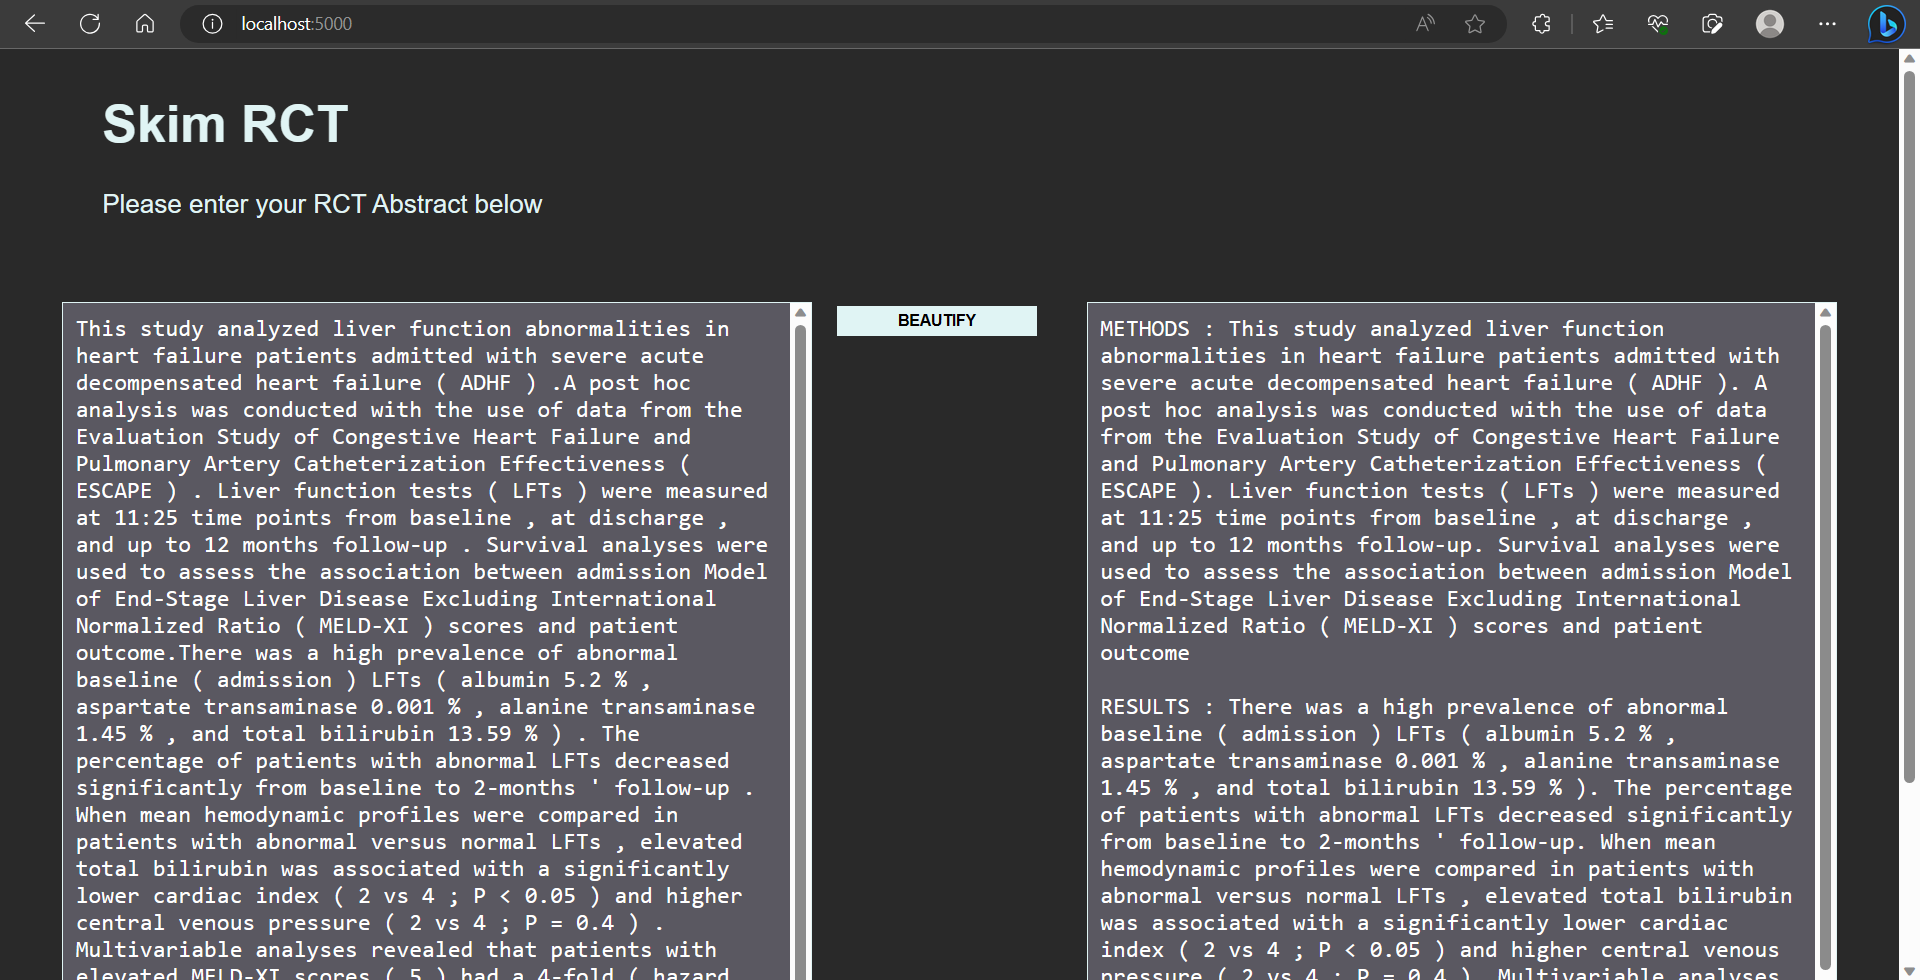 localhost:5000
Skim RCT
Please enter your RCT Abstract below
This study analyzed liver function abnormalities in
heart failure patients admitted with severe acute
decompensated heart failure ( ADHF ) .A post hoc
analysis was conducted with the use of data from the
Evaluation Study of Congestive Heart Failure and
Pulmonary Artery Catheterization Effectiveness (
ESCAPE ) . Liver function tests ( LFTs ) were measured
at 11:25 time points from baseline , at discharge ,
and up to 12 months follow-up . Survival analyses were
used to assess the association between admission Model
of End-Stage Liver Disease Excluding International
Normalized Ratio ( MELD-XI ) scores and patient
outcome.There was a high prevalence of abnormal
baseline ( admission ) LFTs ( albumin 5.2 % ,
aspartate transaminase 0.001 % , alanine transaminase
1.45 % , and total bilirubin 13.59 % ) . The
percentage of patients with abnormal LFTs decreased
significantly from baseline to 2-months ' follow-up .
When mean hemodynamic profiles were compared in
patients with abnormal versus normal LFTs , elevated
total bilirubin was associated with a significantly
lower cardiac index ( 2 vs 4 ; P < 0.05 ) and higher
central venous pressure ( 2 vs 4 ; P = 0.4 ) .
Multivariable analyses revealed that patients with
elevated MELD-XI scores ( 5 ) had a 4-fold ( hazard
BEAUTIFY
METHODS : This study analyzed liver function
abnormalities in heart failure patients admitted with
severe acute decompensated heart failure ( ADHF ). A
post hoc analysis was conducted with the use of data
from the Evaluation Study of Congestive Heart Failure
and Pulmonary Artery Catheterization Effectiveness (
ESCAPE ). Liver function tests ( LFTs ) were measured
at 11:25 time points from baseline , at discharge ,
and up to 12 months follow-up. Survival analyses were
used to assess the association between admission Model
of End-Stage Liver Disease Excluding International
Normalized Ratio ( MELD-XI ) scores and patient
outcome
RESULTS : There was a high prevalence of abnormal
baseline ( admission ) LFTs ( albumin 5.2 % ,
aspartate transaminase 0.001 % , alanine transaminase
1.45 % , and total bilirubin 13.59 % ). The percentage
of patients with abnormal LFTs decreased significantly
from baseline to 2-months ' follow-up. When mean
hemodynamic profiles were compared in patients with
abnormal versus normal LFTs , elevated total bilirubin
was associated with a significantly lower cardiac
index ( 2 vs 4 ; P < 0.05 ) and higher central venous
pressure ( 2 vs 4 ; P = 0.4 ). Multivariable analyses